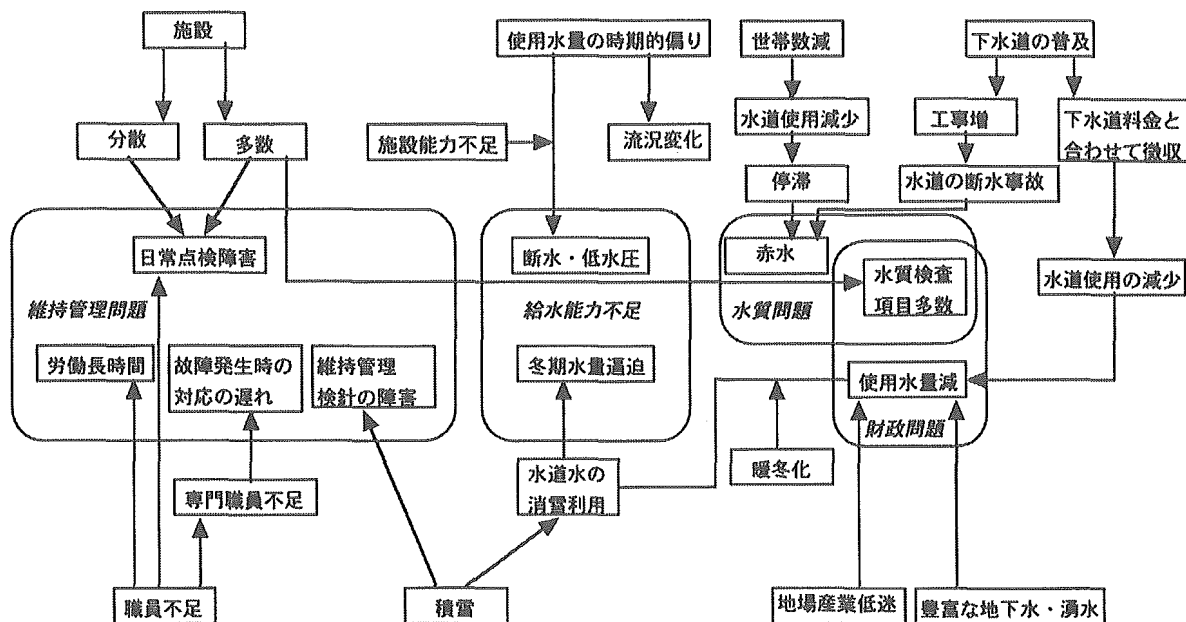 施設
使用水量の時期的偏り
世帯数減
下水道の普及
分散
多数
施設能力不足
流況変化
水道使用減少
工事増
下水道料金と
合わせて徴収
停滞
水道の断水事故
日常点検障害
断水・低水圧
赤水
水質検査
項目多数
水道使用の減少
維持管理問題
給水能力不足
水質問題
労働長時間
故障発生時の
対応の遅れ
維持管理
検針の障害
冬期水量逼迫
使用水量減
財政問題
専門職員不足
水道水の
消雪利用
暖冬化
職員不足
積雪
地場産業低迷
豊富な地下水・湧水